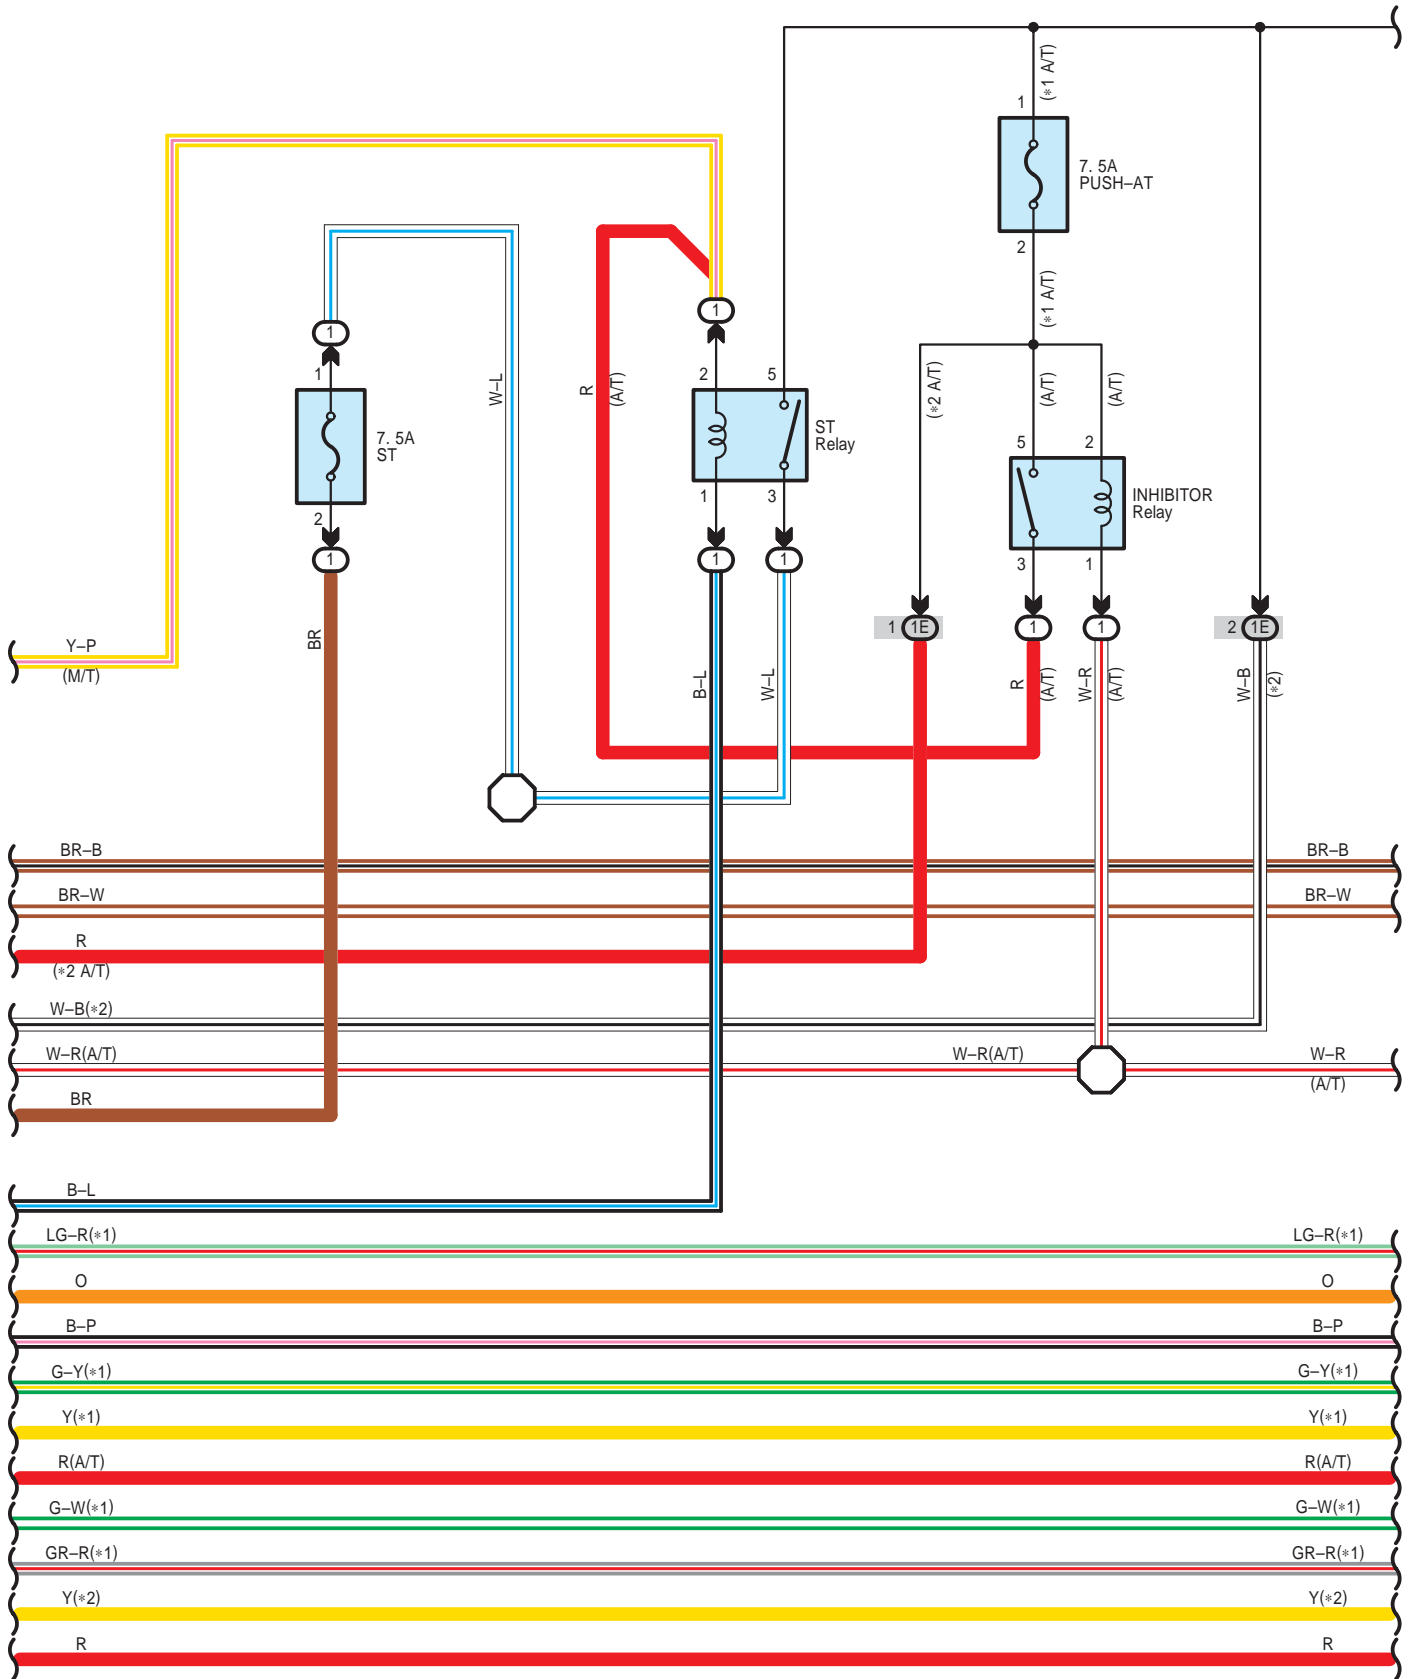 (*1 A/T)
1
7. 5A
PUSH–AT
2
(*1 A/T)
1
1
1
7. 5A
ST
2
1
W–L
R
(A/T)
2
5
ST
Relay
1
3
1
1
(*2 A/T)
(A/T)
(A/T)
5
2
INHIBITOR
Relay
3
1
1
1E
1
1
2
1E
Y–P
(M/T)
BR
B–L
W–L
R
(A/T)
W–R
(A/T)
W–B
(*2)
BR–B
BR–B
BR–W
BR–W
R
(*2 A/T)
W–B(*2)
W–R(A/T)
W–R(A/T)
W–R
(A/T)
BR
B–L
LG–R(*1)
LG–R(*1)
O
O
B–P
B–P
G–Y(*1)
G–Y(*1)
Y(*1)
Y(*1)
R(A/T)
R(A/T)
G–W(*1)
G–W(*1)
GR–R(*1)
GR–R(*1)
Y(*2)
Y(*2)
R
R